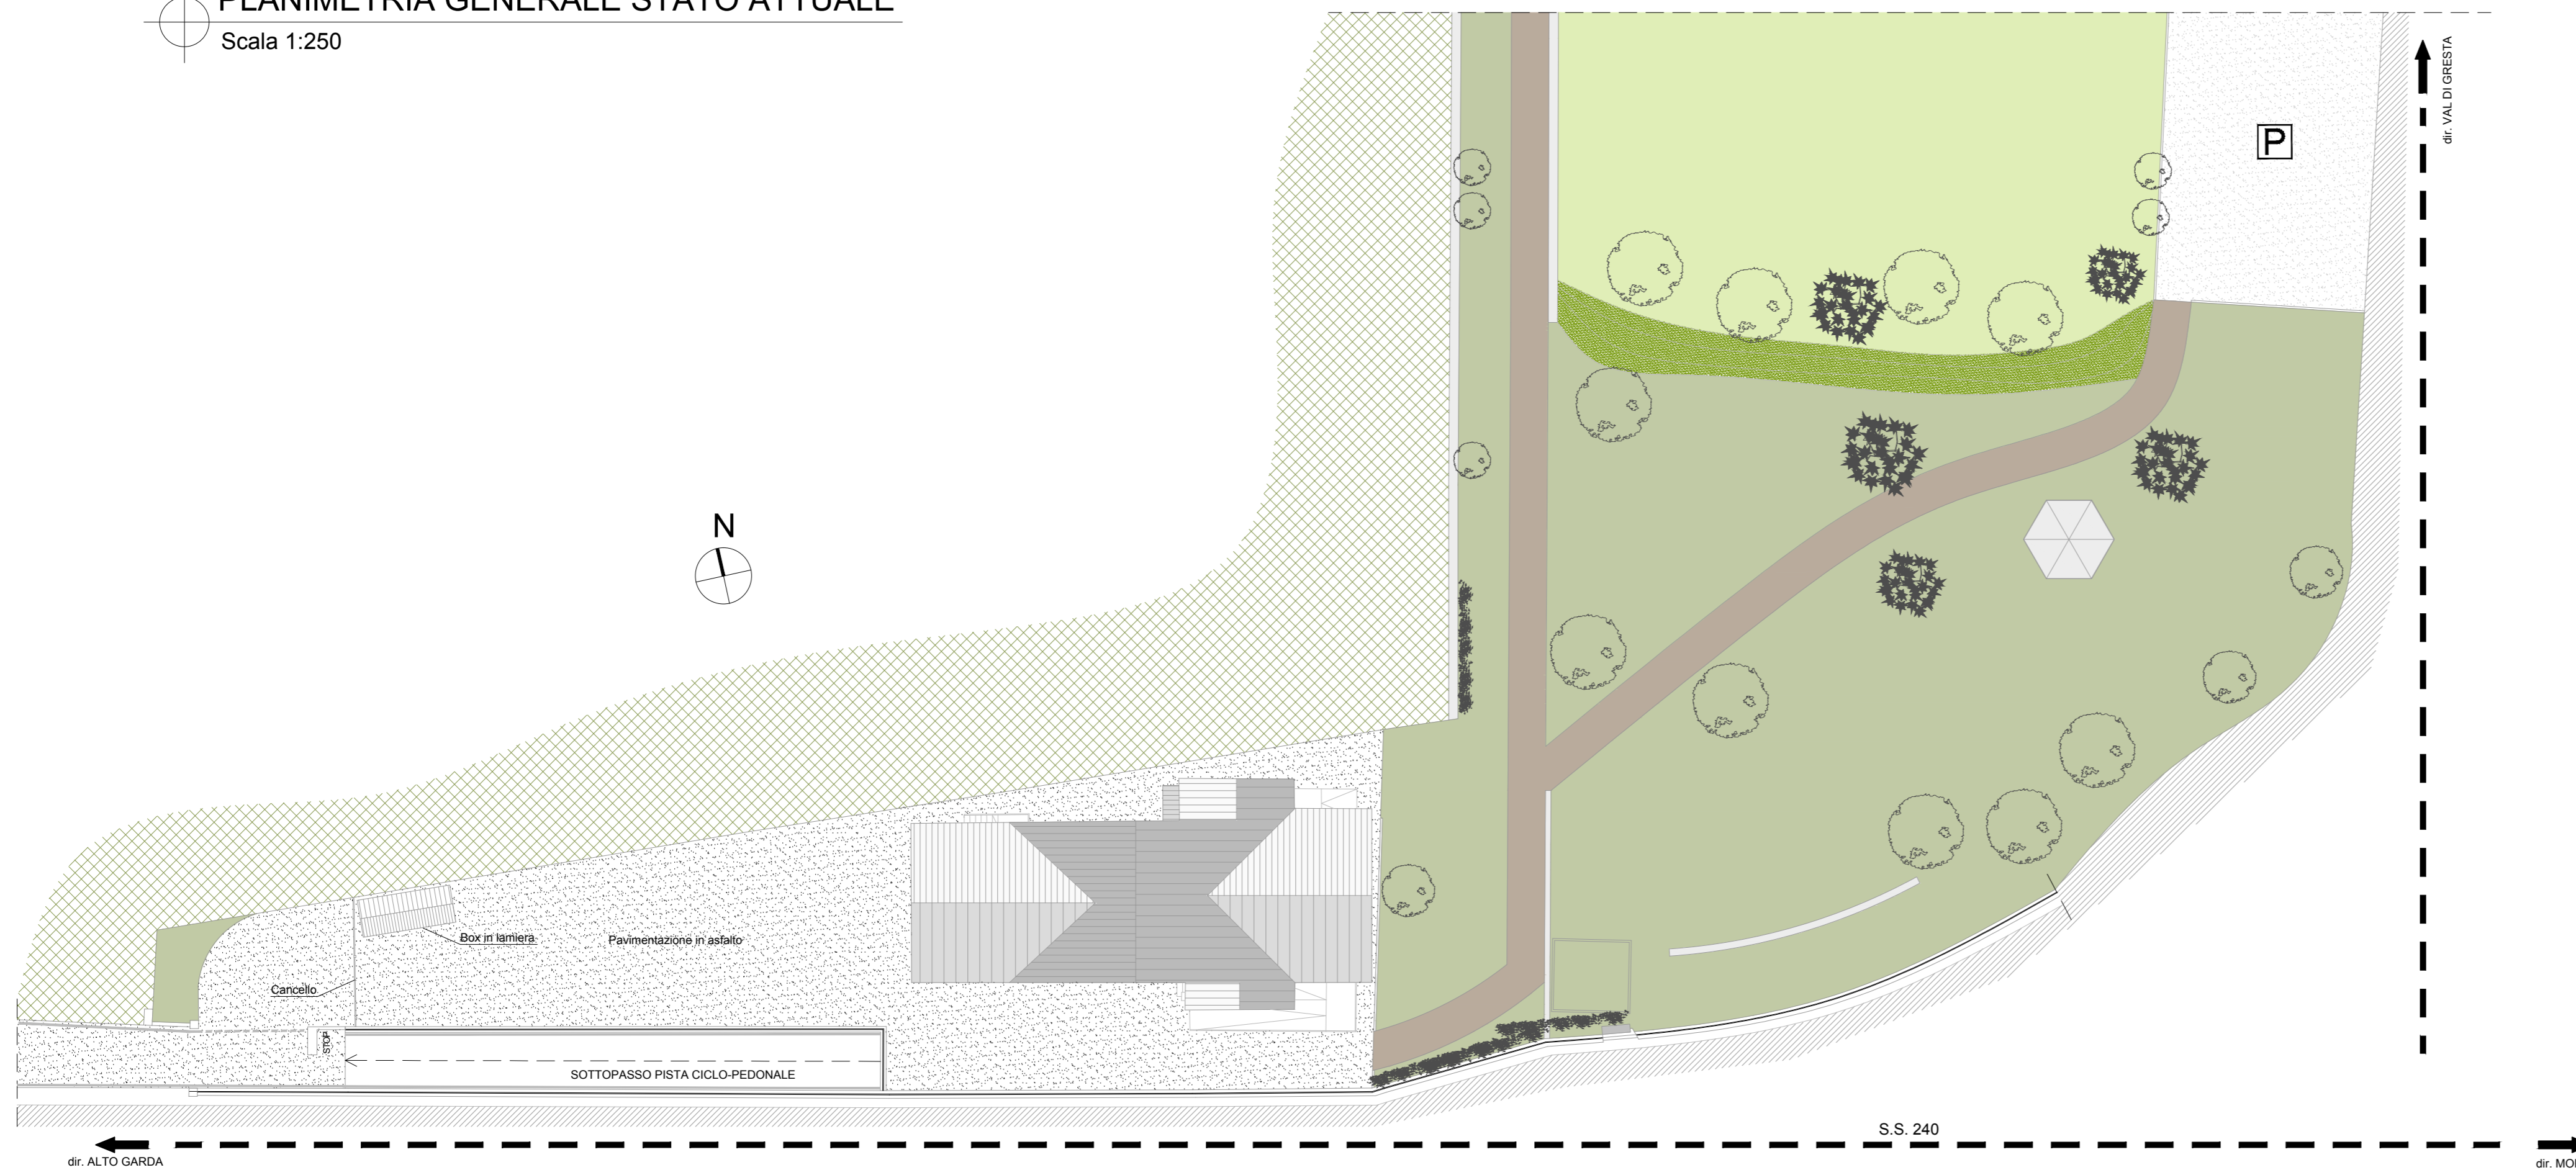 PLANIMETRIA GENERALE STATO ATTUALE
Scala 1:250
dir. VAL DI GRESTA
P
N
Box in lamiera
Pavimentazione in asfalto
Cancello
STOP
SOTTOPASSO PISTA CICLO-PEDONALE
S.S. 240
dir. ALTO GARDA
dir.